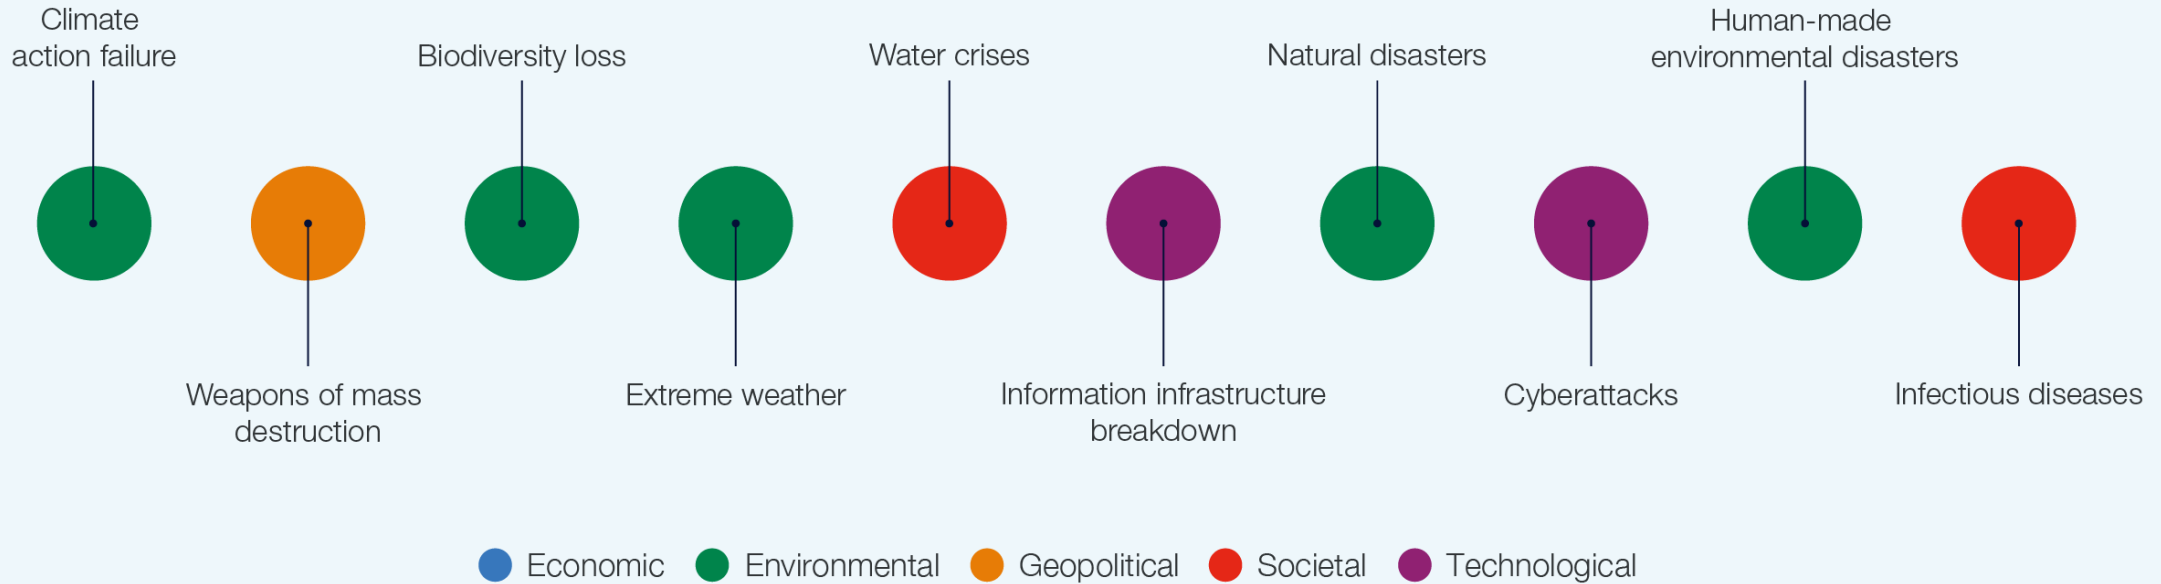 Climate
action failure
Biodiversity loss
Water crises
Natural disasters
Human-made
environmental disasters
Weapons of mass
destruction
Extreme weather
Information infrastructure
breakdown
Cyberattacks
Infectious diseases
Economic
Environmental
Geopolitical
Societal
Technological